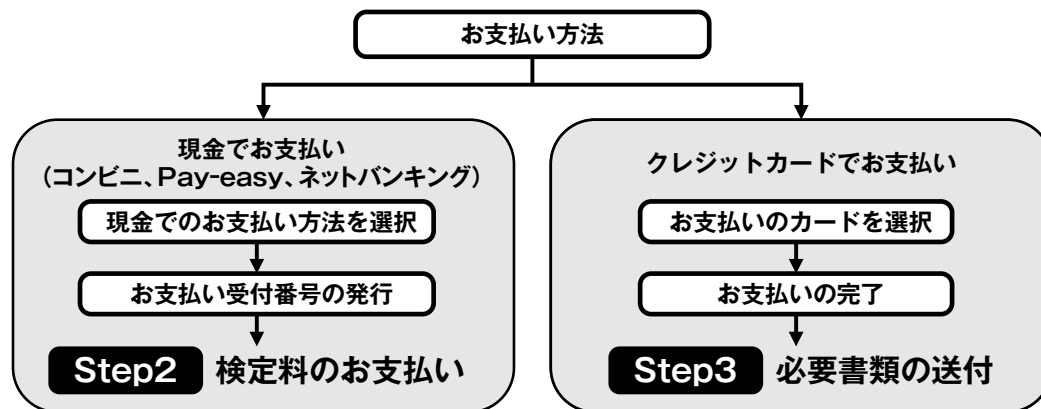 お支払い方法
現金でお支払い
（コンビニ、Pay-easy、ネットバンキング）
現金でのお支払い方法を選択
お支払い受付番号の発行
Step2 検定料のお支払い
クレジットカードでお支払い
お支払いのカードを選択
お支払いの完了
Step3 必要書類の送付